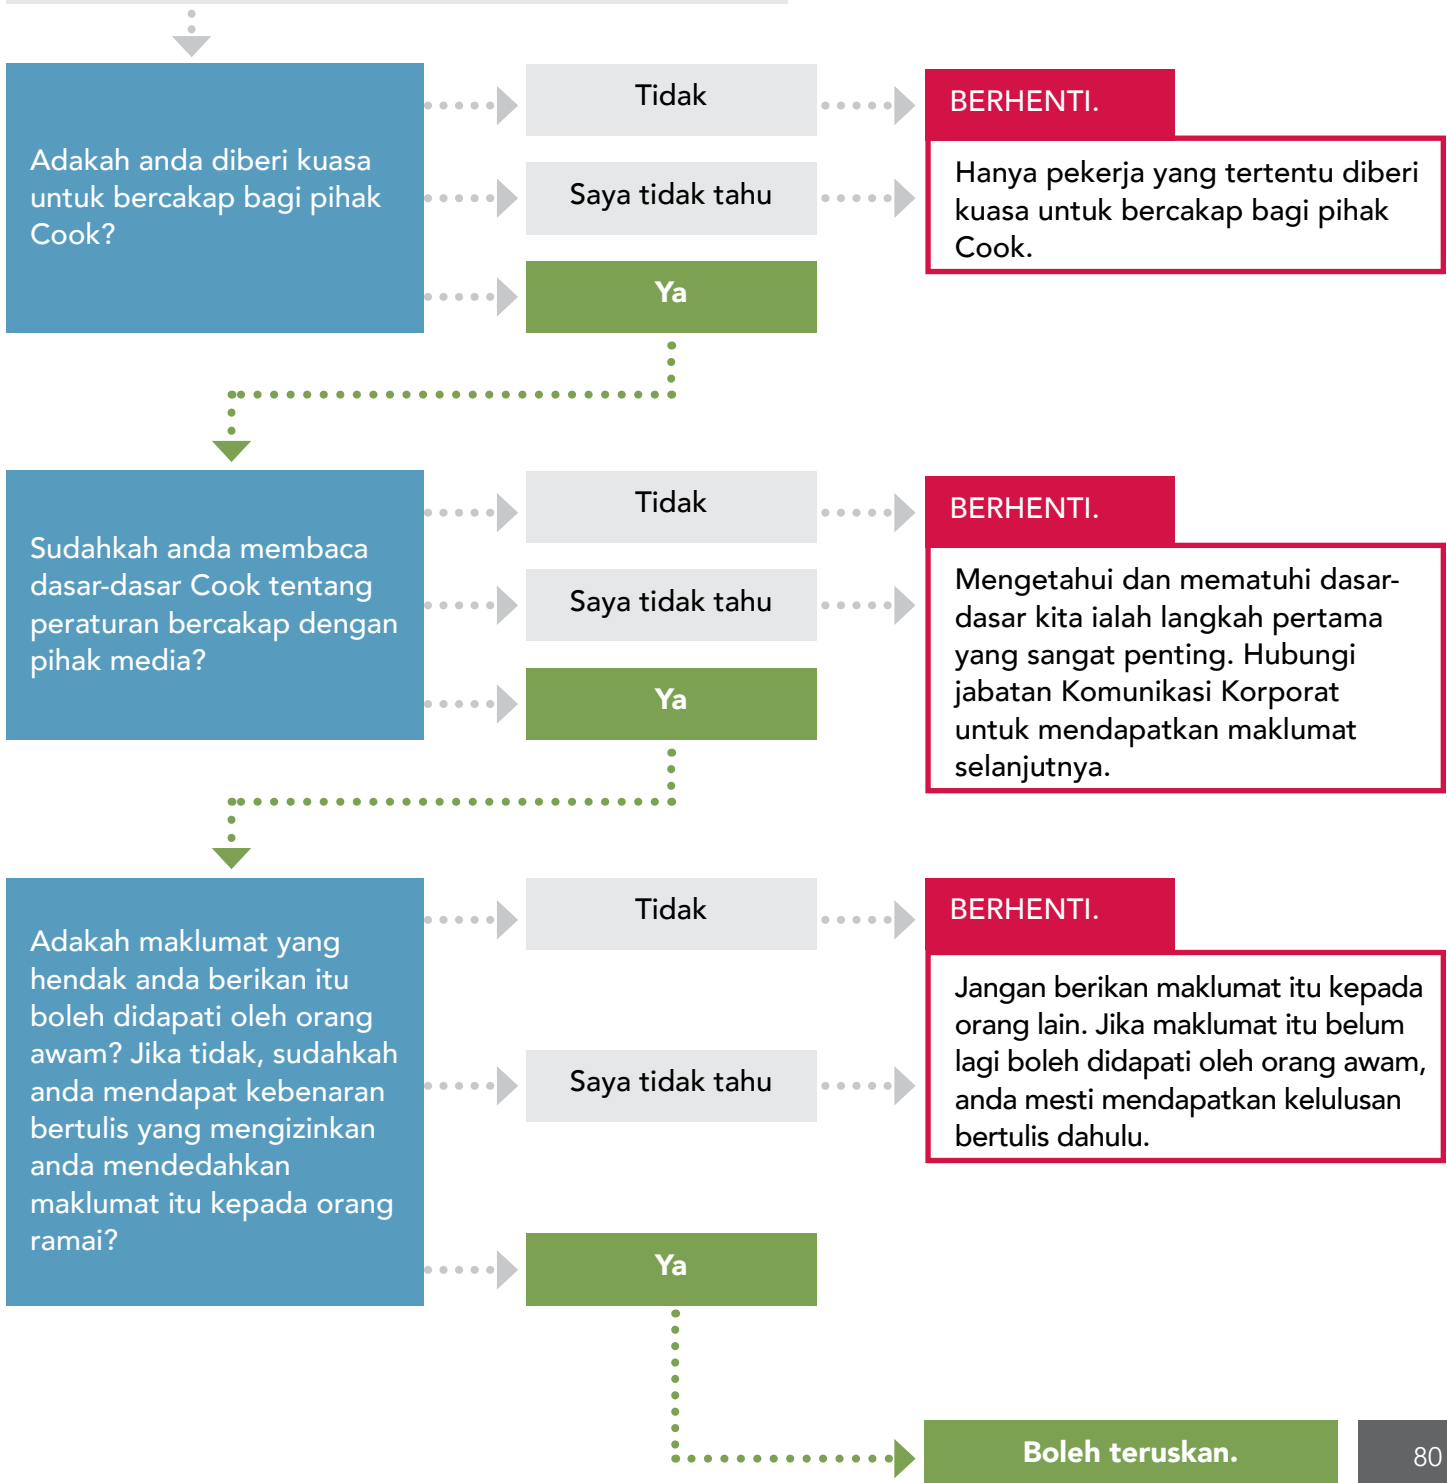 Adakah anda diberi kuasa
untuk bercakap bagi pihak
Cook?
Tidak
Saya tidak tahu
Ya
BERHENTI.
Hanya pekerja yang tertentu diberi
kuasa untuk bercakap bagi pihak
Cook.
Sudahkah anda membaca
dasar-dasar Cook tentang
peraturan bercakap dengan
pihak media?
Tidak
Saya tidak tahu
Ya
BERHENTI.
Mengetahui dan mematuhi dasar-
dasar kita ialah langkah pertama
yang sangat penting. Hubungi
jabatan Komunikasi Korporat
untuk mendapatkan maklumat
selanjutnya.
Adakah maklumat yang
hendak anda berikan itu
boleh didapati oleh orang
awam? Jika tidak, sudahkah
anda mendapat kebenaran
bertulis yang mengizinkan
anda mendedahkan
maklumat itu kepada orang
ramai?
Tidak
Saya tidak tahu
Ya
BERHENTI.
Jangan berikan maklumat itu kepada
orang lain. Jika maklumat itu belum
lagi boleh didapati oleh orang awam,
anda mesti mendapatkan kelulusan
bertulis dahulu.
Boleh teruskan.
80